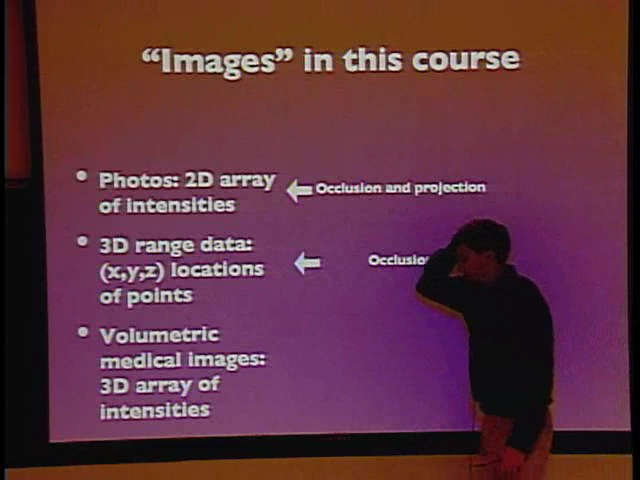 “Images” in this course
• Photos: 2D array
of intensities
Occlusion and projection
• 3D range data:
(x,y,z) locations
of points
• Volumetric
medical images:
3D array of
intensities